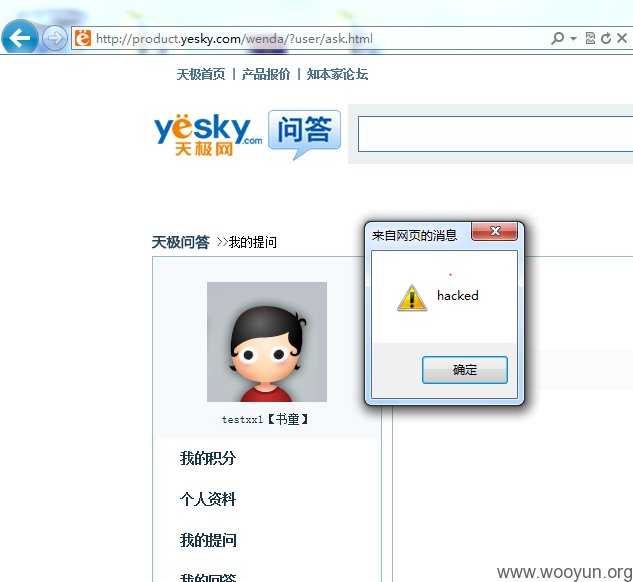 http://product.yesky.com/wenda/?user/ask.html
天极首页 | 产品报价 | 知本家论坛
yesky.com 天极网 问答
天极问答 >>我的提问
来自网页的消息
hacked
确定
testxx1【书童】
我的积分
个人资料
我的提问
我的回答
www.wooyun.org